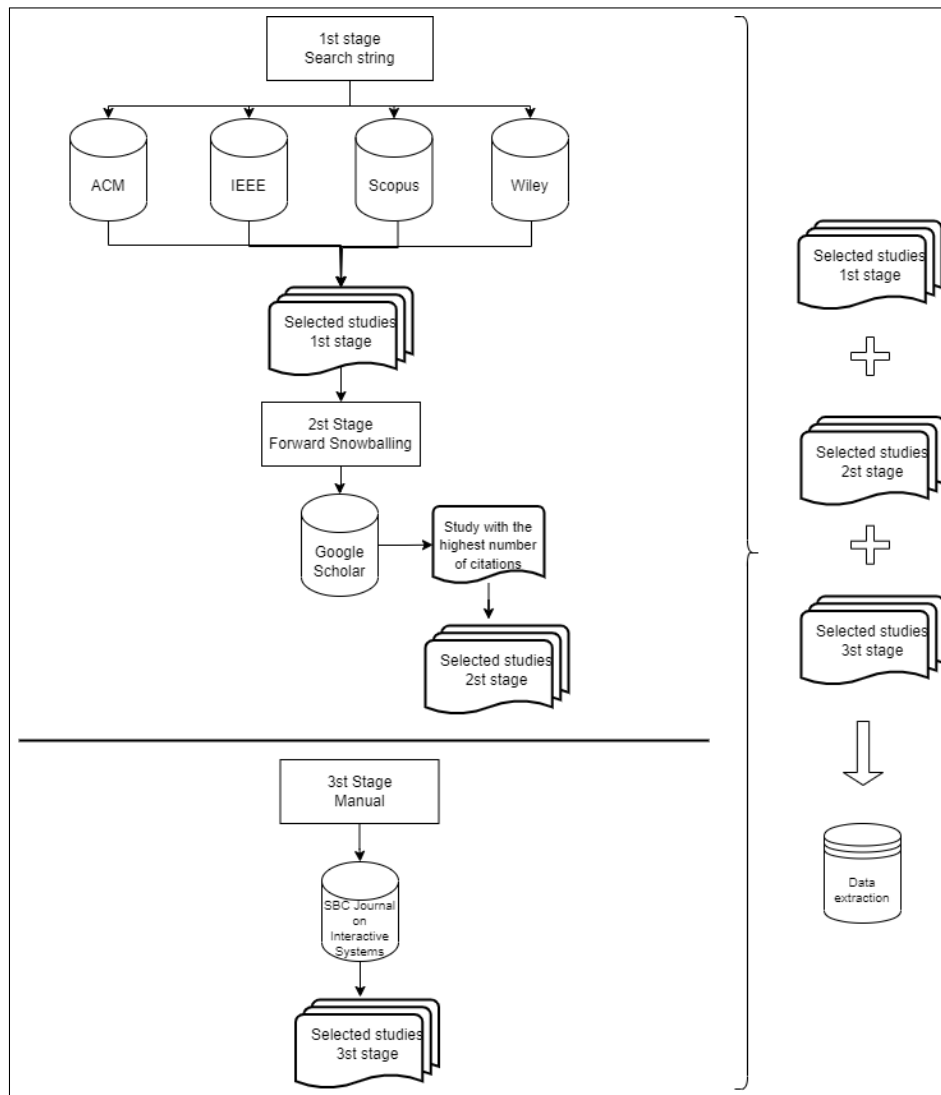 1st stage
Search string
ACM
IEEE
Scopus
Wiley
Selected studies
1st stage
2st Stage
Forward Snowballing
Google
Scholar
Study with the
highest number
of citations
Selected studies
2st stage
3st Stage
Manual
SBC Journal
on
Interactive
Systems
Selected studies
3st stage
Selected studies
1st stage
Selected studies
2st stage
Selected studies
3st stage
Data
extraction